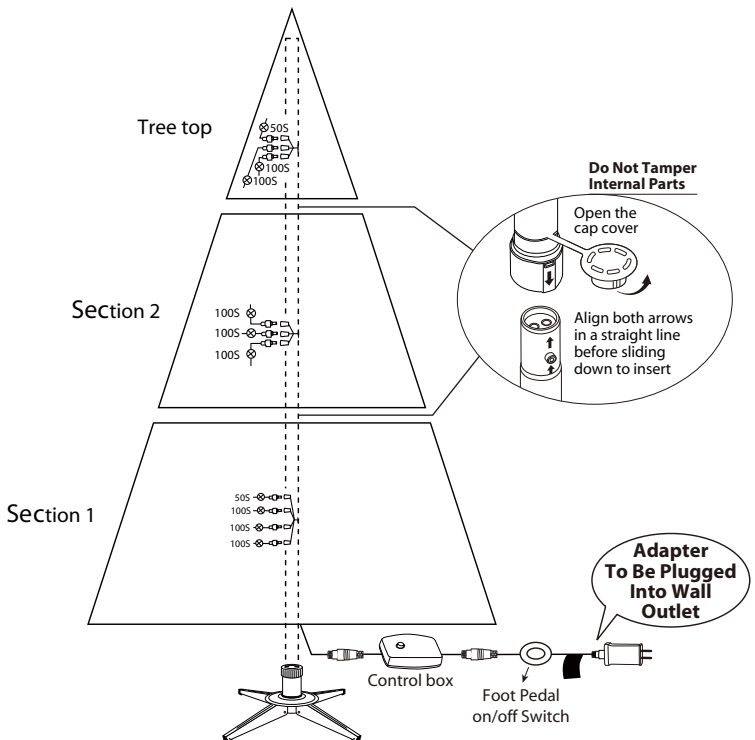 Tree top
50S
100S
100S
Do Not Tamper
Internal Parts
Open the
cap cover
Align both arrows
in a straight line
before sliding
down to insert
Section 2
100S
100S
100S
Section 1
50S
100S
100S
100S
Adapter
To Be Plugged
Into Wall
Outlet
Control box
Foot Pedal
on/off Switch